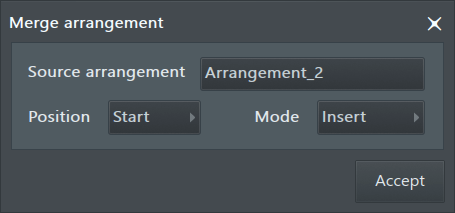 Merge arrangement
Source arrangement Arrangement_2
Position Start Mode Insert
Accept